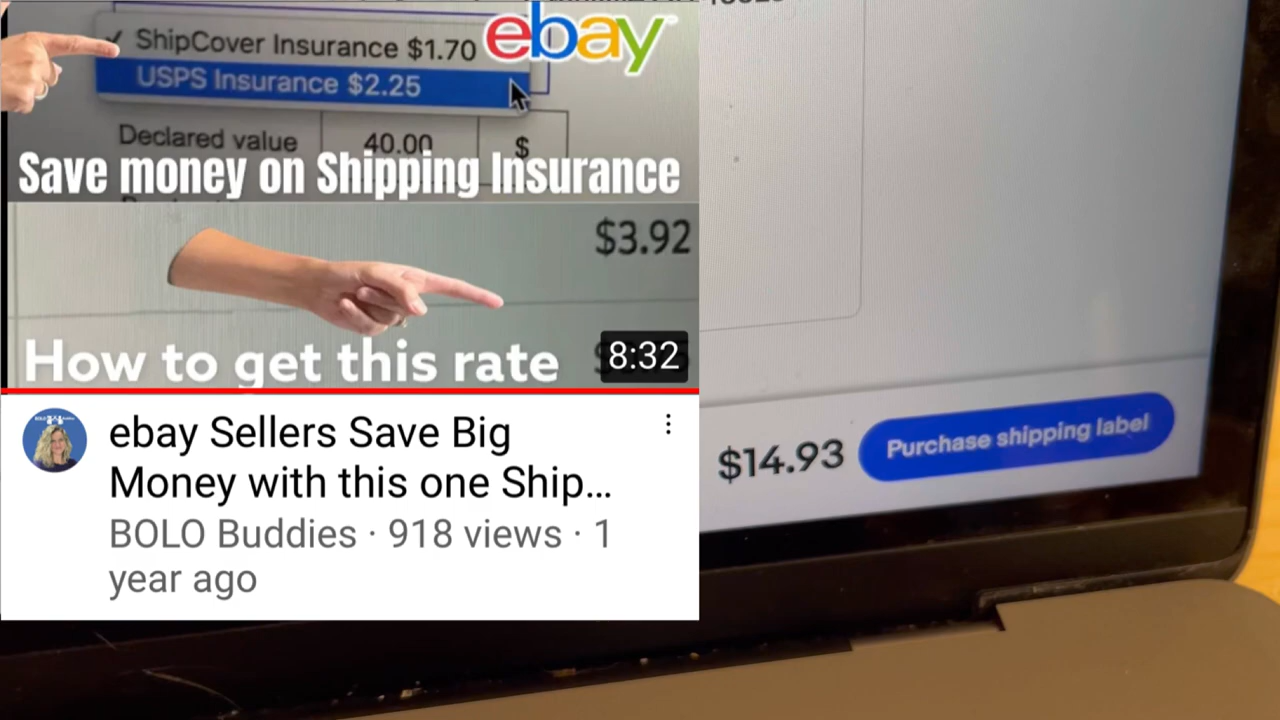 ebay
✓ ShipCover Insurance $1.70
USPS Insurance $2.25
Declared value 40.00 $
Save money on Shipping Insurance
$3.92
How to get this rate
8:32
ebay Sellers Save Big
Money with this one Ship...
BOLO Buddies · 918 views · 1
year ago
$14.93 Purchase shipping label